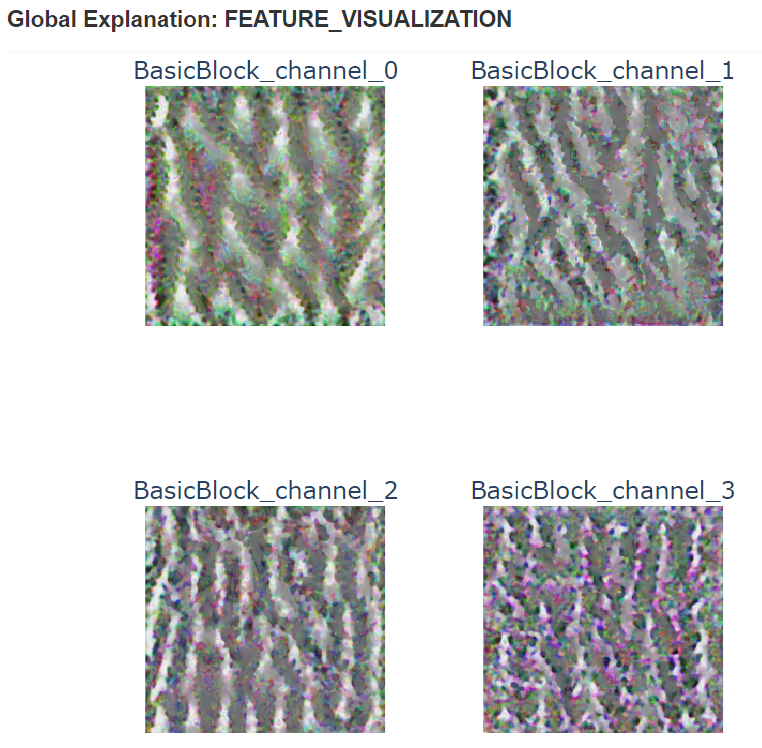 Global Explanation: FEATURE_VISUALIZATION
BasicBlock_channel_0
BasicBlock_channel_1
BasicBlock_channel_2
BasicBlock_channel_3